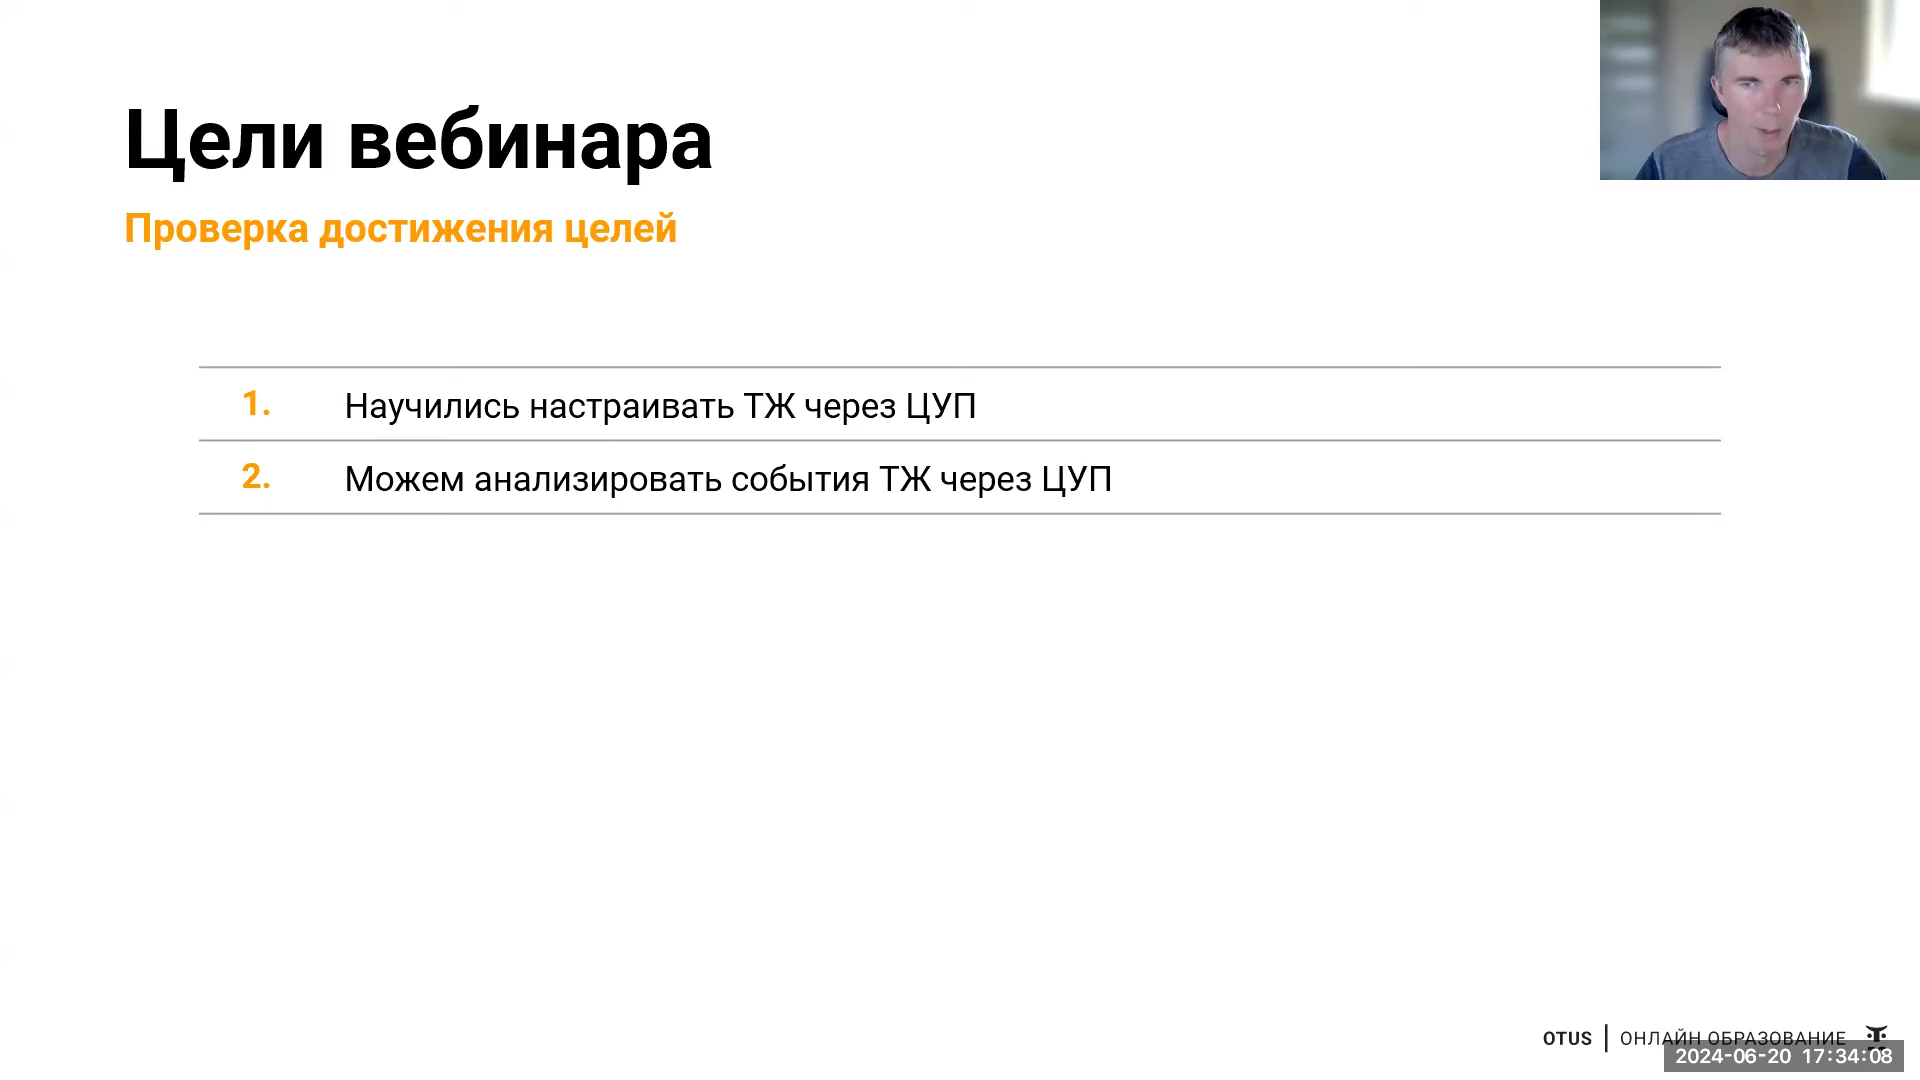 Цели вебинара
Проверка достижения целей
1. Научились настраивать ТЖ через ЦУП
2. Можем анализировать события ТЖ через ЦУП
OTUS | ОНЛАЙН ОБРАЗОВАНИЕ
2024-06-20 17:34:08